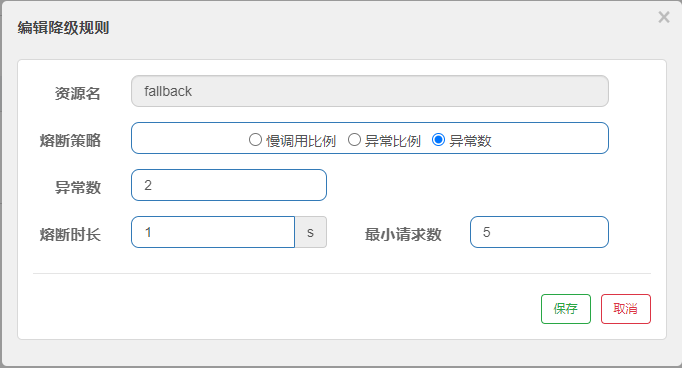 编辑降级规则
×
资源名 fallback
熔断策略 慢调用比例 异常比例 异常数
异常数 2
熔断时长 1 s 最小请求数 5
保存 取消